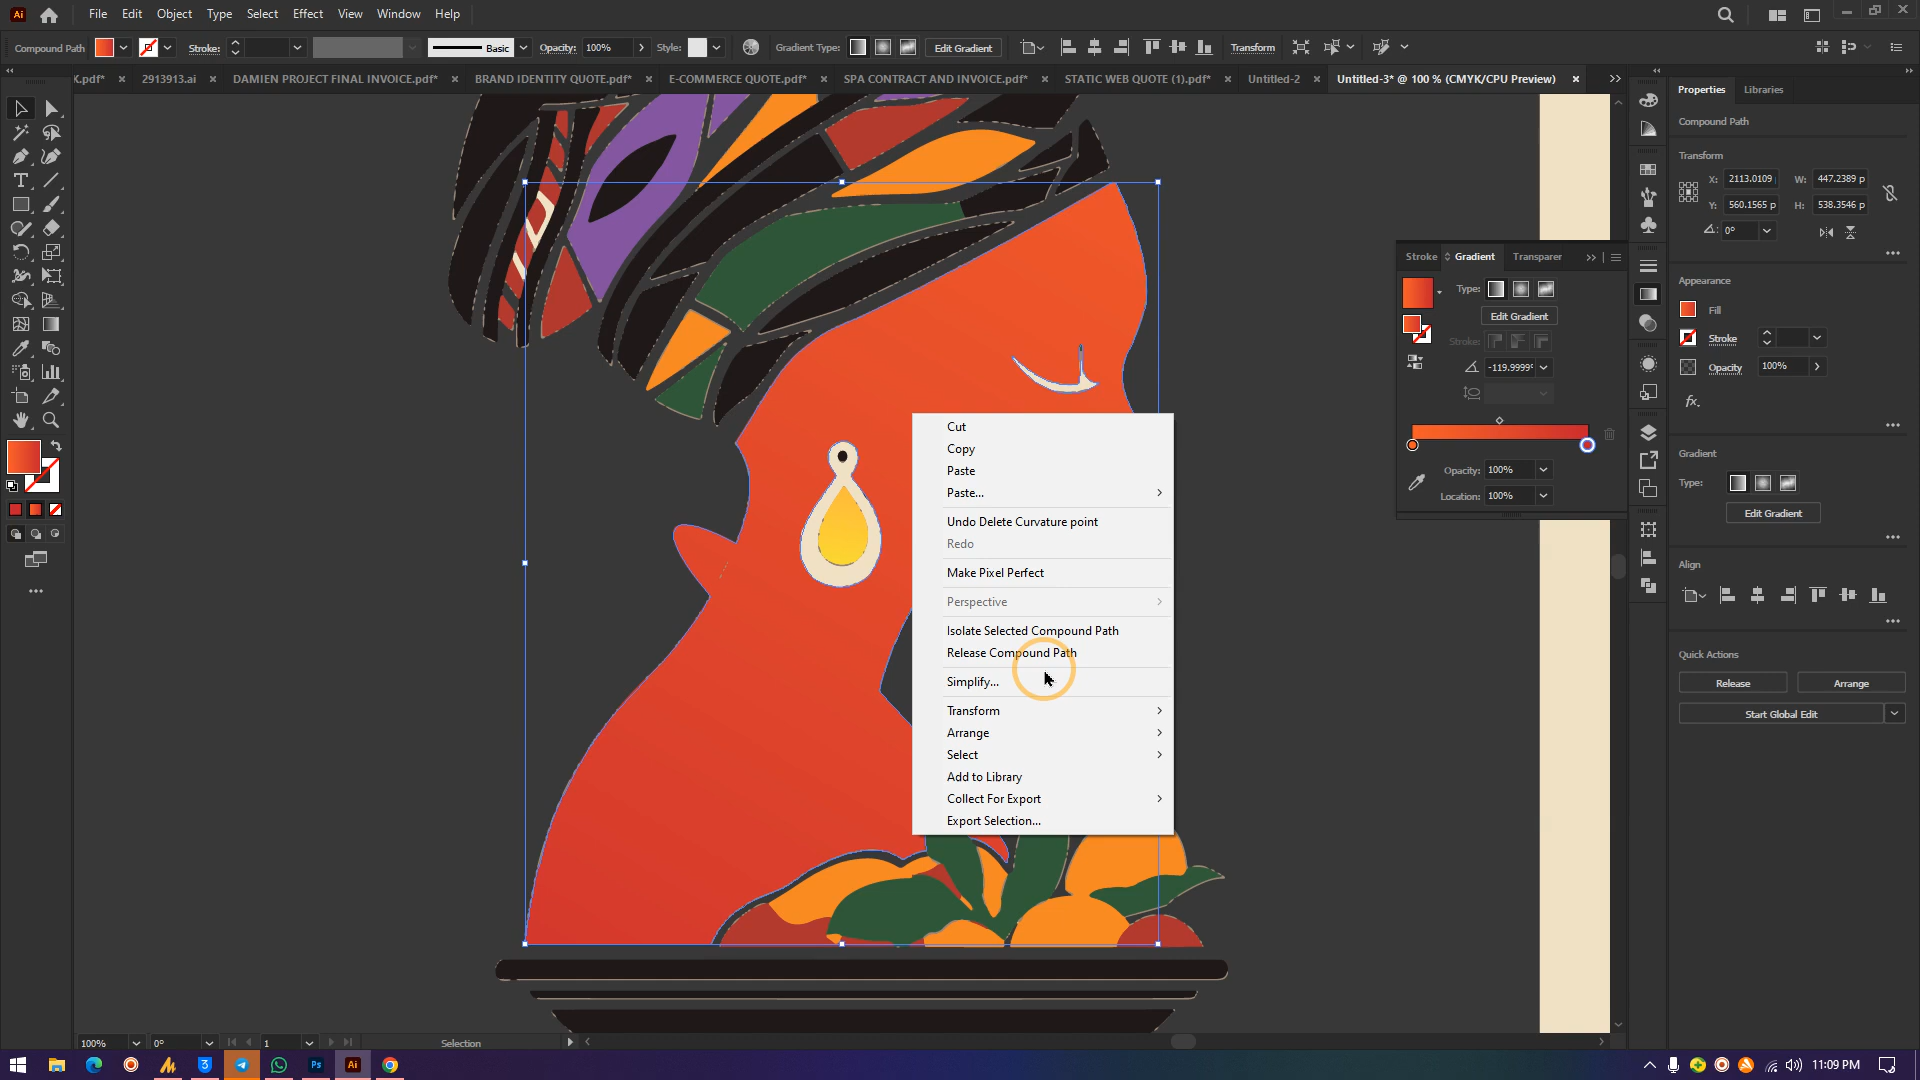 Ai File Edit Object Type Select Effect View Window Help
Compound Path Stroke: Basic Opacity: 100% Style: Gradient Type: Edit Gradient Transform
K.pdf* 2913913.ai DAMIEN PROJECT FINAL INVOICE.pdf* BRAND IDENTITY QUOTE.pdf* E-COMMERCE QUOTE.pdf* SPA CONTRACT AND INVOICE.pdf* STATIC WEB QUOTE (1).pdf* Untitled-2 Untitled-3* @ 100 % (CMYK/CPU Preview)
Properties Libraries
Compound Path
Transform
X: 2113.0109 W: 447.2389 p
Y: 560.1565 p H: 538.3546 p
0°
Appearance
Fill
Stroke
Opacity 100%
fx.
Gradient
Type:
Edit Gradient
Align
Quick Actions
Release Arrange
Start Global Edit
Stroke Gradient Transparer
Type:
Edit Gradient
Stroke:
-119.9999°
Opacity: 100%
Location: 100%
Cut
Copy
Paste
Paste...
Undo Delete Curvature point
Redo
Make Pixel Perfect
Perspective
Isolate Selected Compound Path
Release Compound Path
Simplify...
Transform
Arrange
Select
Add to Library
Collect For Export
Export Selection...
100% 0° 1 Selection
Ps Ai 11:09 PM